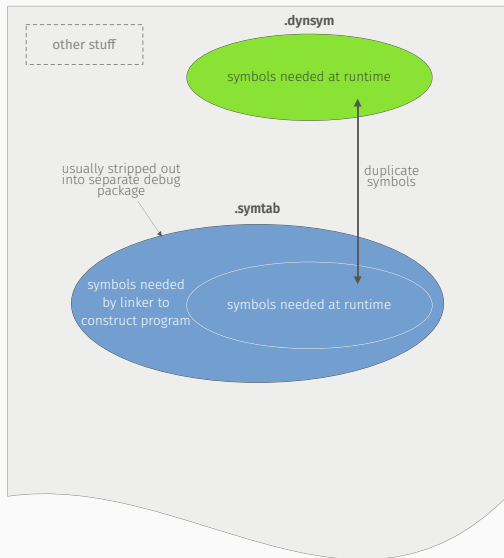 .dynsym
other stuff
symbols needed at runtime
usually stripped out
into separate debug
package
duplicate
symbols
.symtab
symbols needed
by linker to
construct program
symbols needed at runtime